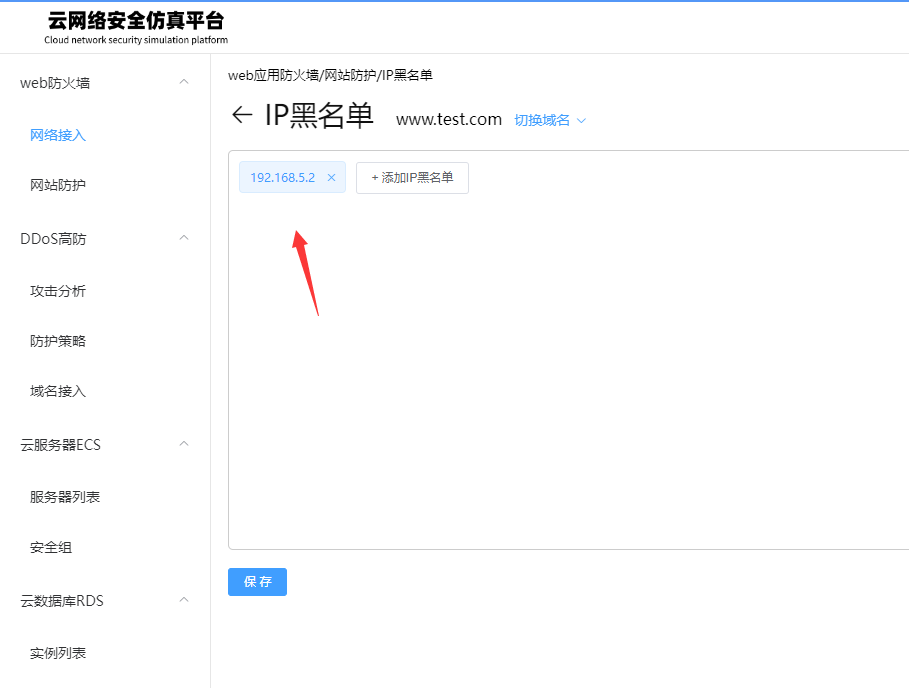 云网络安全仿真平台
Cloud network security simulation platform
web防火墙
网络接入
网站防护
DDoS高防
攻击分析
防护策略
域名接入
云服务器ECS
服务器列表
安全组
云数据库RDS
实例列表
web应用防火墙/网站防护/IP黑名单
← IP黑名单 www.test.com 切换域名
192.168.5.2 × + 添加IP黑名单
保存